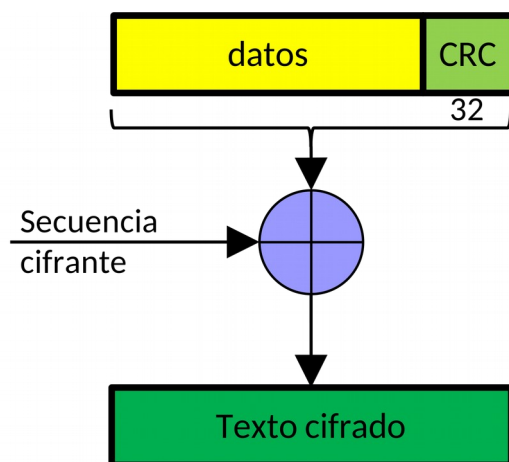 datos
CRC
32
Secuencia
cifrante
Texto cifrado